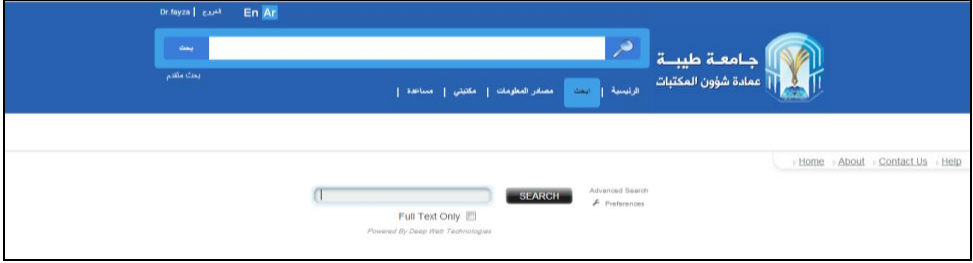 Dr.fayza | الخروج En Ar
بحث
جامعة طيبة
عمادة شؤون المكتبات
بحث متقدم
الرئيسية | ابحث مصادر المعلومات | مكتبتي | مساعدة |
Home About Contact Us Help
SEARCH
Advanced Search
Preferences
Full Text Only
Powered By Deep Web Technologies